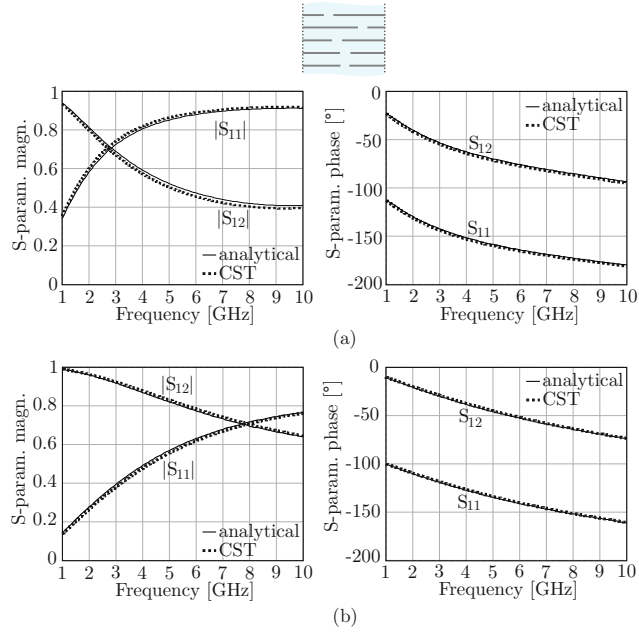 S-param. magn.
1
0.8
0.6
0.4
0.2
0
|S11|
|S12|
analytical
CST
1 2 3 4 5 6 7 8 9 10
Frequency [GHz]
S-param. phase [°]
0
-50
-100
-150
-200
analytical
CST
S12
S11
1 2 3 4 5 6 7 8 9 10
Frequency [GHz]
(a)
S-param. magn.
1
0.8
0.6
0.4
0.2
0
|S12|
|S11|
analytical
CST
1 2 3 4 5 6 7 8 9 10
Frequency [GHz]
S-param. phase [°]
0
-50
-100
-150
-200
analytical
CST
S12
S11
1 2 3 4 5 6 7 8 9 10
Frequency [GHz]
(b)